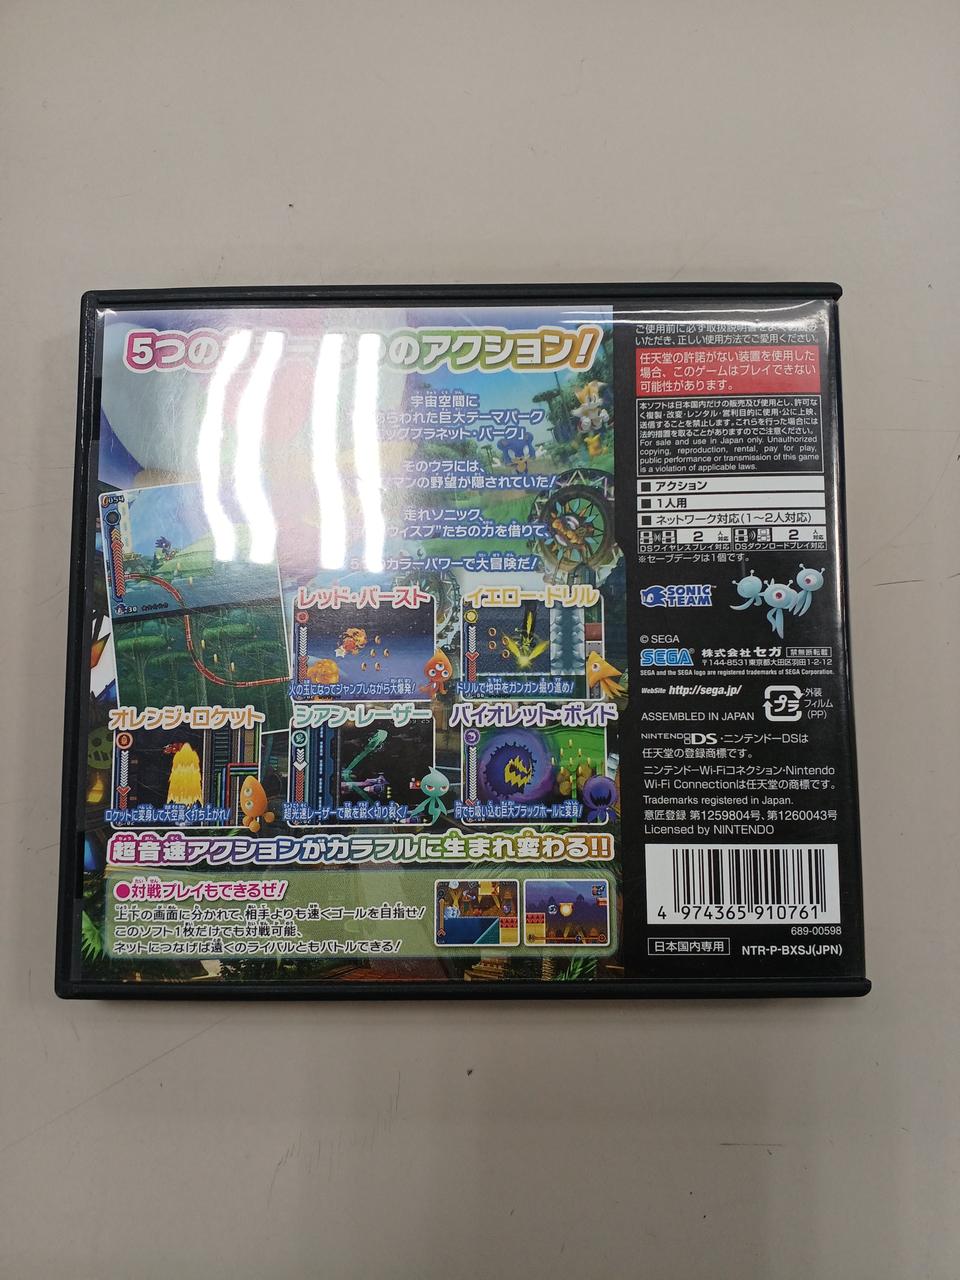 5つの
のアクション!
宇宙空間に
あらわれた巨大テーマパーク
プラネット・パーク」
そのウラには、
マンの野望が隠されていた!
走れソニック
ウィスプ"たちの力を借りて、
カラーパワーで大冒険だ!
レッド・バースト
火の玉になってジャンプしながら大爆発!
イエロー・ドリル
ドリルで地中をガンガン掘り進め!
オレンジ・ロケット
ロケットに変身して大空高く打ち上がれ!
シアン・レーザー
超光速レーザーで敵を鋭く切り裂く!
バイオレット・ボイド
何でも吸い込む巨大ブラックホールに変身!
超音速アクションがカラフルに生まれ変わる!!
●対戦プレイもできるぜ!
上下の画面に分かれて、相手よりも速くゴールを目指せ!
このソフト1枚だけでも対戦可能、
ネットにつなげば遠くのライバルともバトルできる!
ご使用前に必ず取扱説明書をよくお読み
いただき、正しい使用方法でご愛用ください。
任天堂の許諾がない装置を使用した
場合、このゲームはプレイできない
可能性があります。
本ソフトは日本国内だけの販売及び使用とし、許可な
く複製・改変・レンタル・営利目的に使用・公に上映、
送信することを禁止します。これらを行った場合には
法的措置を取ることがありますのでご注意ください。
For sale and use in Japan only. Unauthorized
copying, reproduction, rental, pay for play,
public performance or transmission of this game
is a violation of applicable laws.
■ アクション
■ 1人用
■ ネットワーク対応(1〜2人対応)
2人対応
DSワイヤレスプレイ対応
2人対応
DSダウンロードプレイ対応
※セーブデータは1個です。
SONIC TEAM
© SEGA
SEGA 株式会社 セガ 禁無断転載
〒144-8531東京都大田区羽田1-2-12
SEGA and the SEGA logo are registered trademarks of SEGA Corporation.
WebSite http://sega.jp/
ASSEMBLED IN JAPAN
プラ
外装
フィルム
(PP)
NINTENDO DS・ニンテンドーDSは
任天堂の登録商標です。
ニンテンドーWi-Fiコネクション・Nintendo
Wi-Fi Connectionは任天堂の商標です。
Trademarks registered in Japan.
意匠登録 第1259804号、第1260043号
Licensed by NINTENDO
4 974365 910761
689-00598
日本国内専用
NTR-P-BXSJ(JPN)